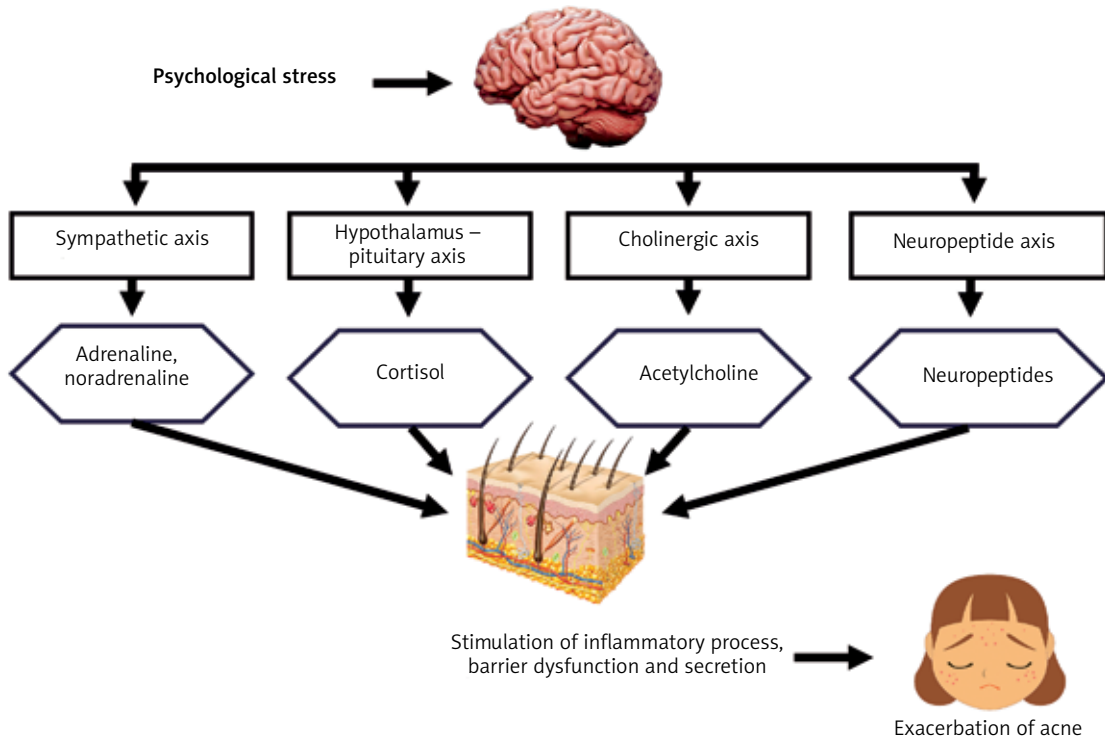 Psychological stress
Sympathetic axis
Hypothalamus –
pituitary axis
Cholinergic axis
Neuropeptide axis
Adrenaline,
noradrenaline
Cortisol
Acetylcholine
Neuropeptides
Stimulation of inflammatory process,
barrier dysfunction and secretion
Exacerbation of acne